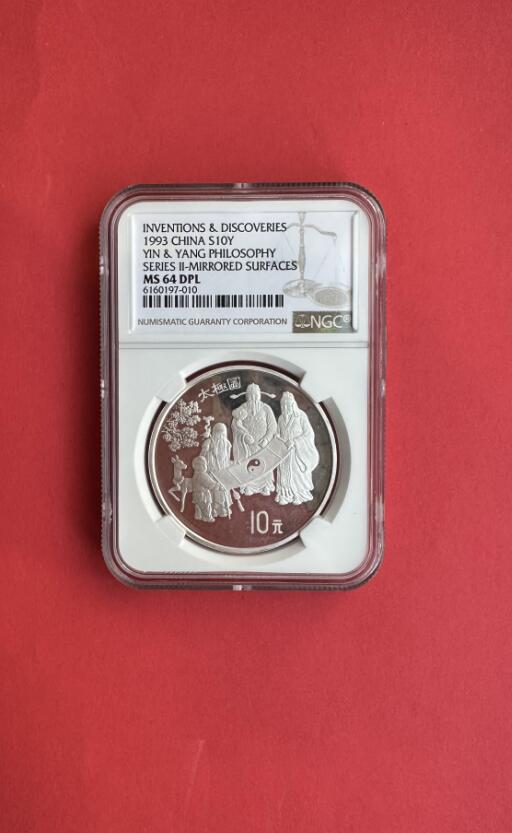 INVENTIONS & DISCOVERIES
1993 CHINA S10Y
YIN & YANG PHILOSOPHY
SERIES II-MIRRORED SURFACES
MS 64 DPL
6160197-010
NUMISMATIC GUARANTY CORPORATION
NGC®
太極圖
10元